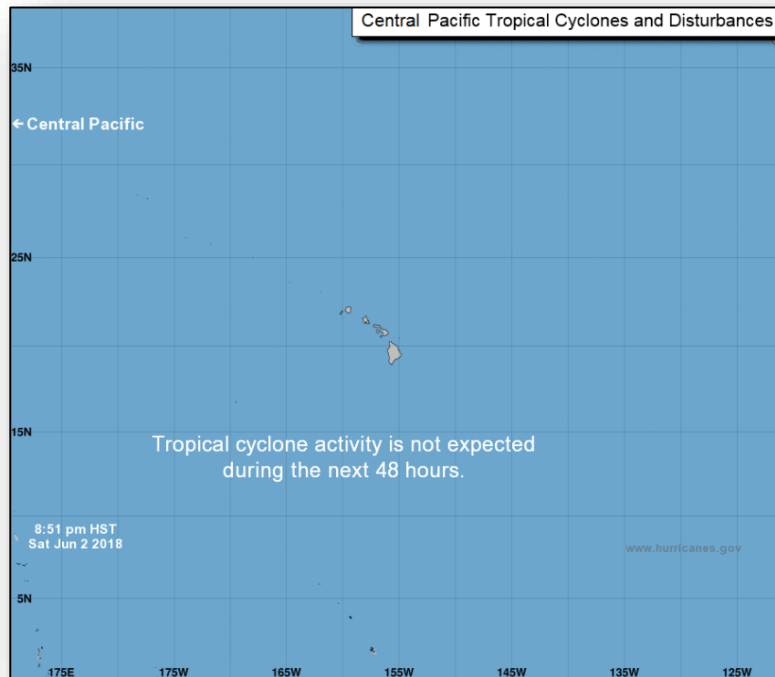 Central Pacific Tropical Cyclones and Disturbances
35N
← Central Pacific
25N
15N
Tropical cyclone activity is not expected
during the next 48 hours.
8:51 pm HST
Sat Jun 2 2018
www.hurricanes.gov
5N
175E 175W 165W 155W 145W 135W 125W